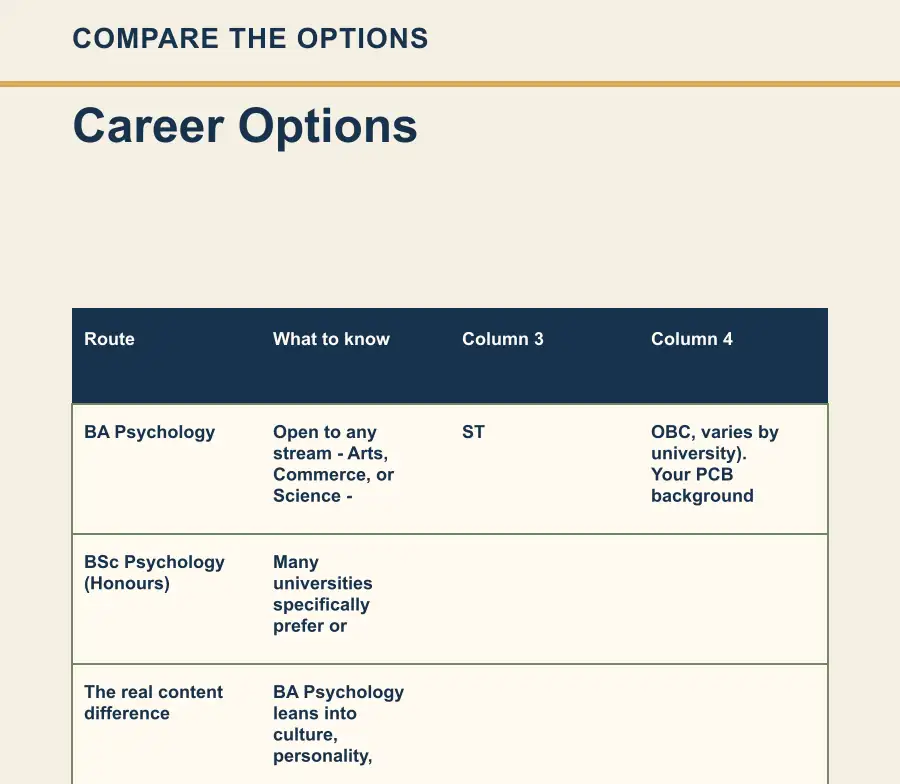 COMPARE THE OPTIONS
Career Options
Route
What to know
Column 3
Column 4
BA Psychology
Open to any
stream - Arts,
Commerce, or
Science -
ST
OBC, varies by
university).
Your PCB
background
BSc Psychology
(Honours)
Many
universities
specifically
prefer or
The real content
difference
BA Psychology
leans into
culture,
personality,